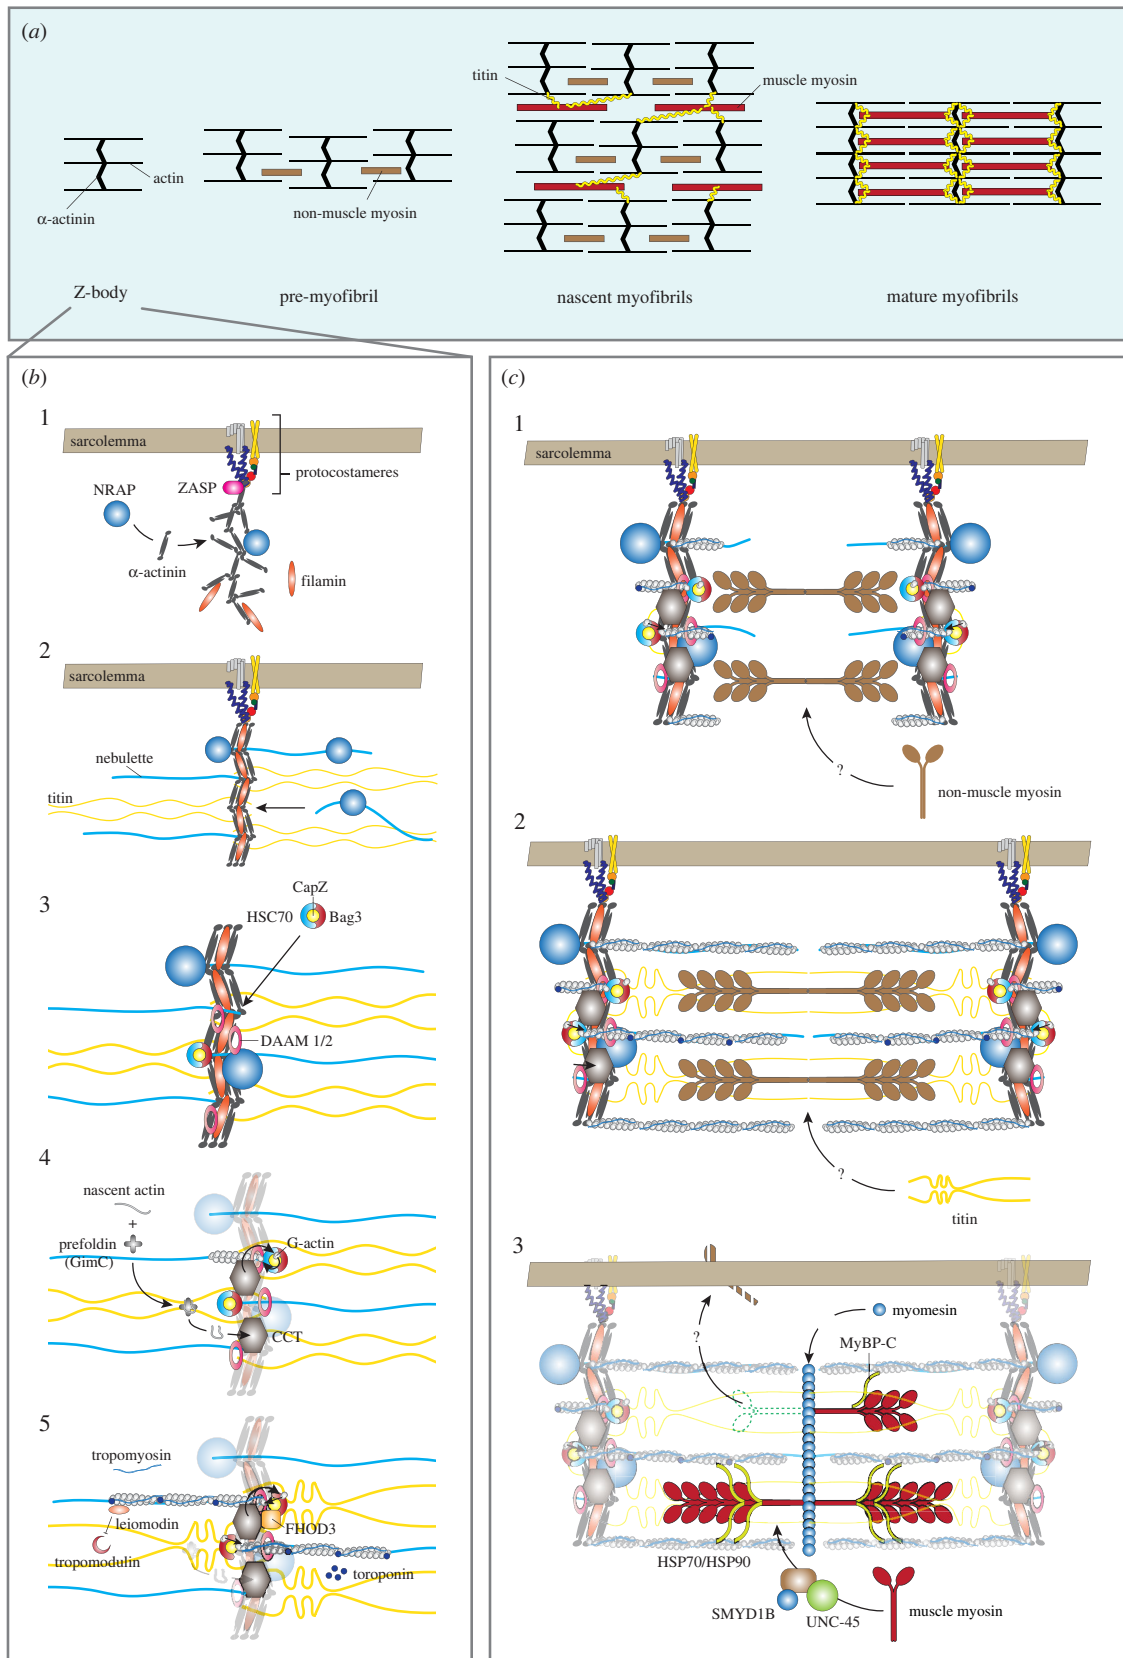 (a)
titin
muscle myosin
actin
α-actinin
non-muscle myosin
Z-body
pre-myofibril
nascent myofibrils
mature myofibrils
(b)
1
sarcolemma
protocostameres
NRAP
ZASP
α-actinin
filamin
2
sarcolemma
nebulette
titin
3
CapZ
HSC70
Bag3
DAAM 1/2
4
nascent actin
+
prefoldin
(GimC)
G-actin
CCT
5
tropomyosin
leiomodin
FHOD3
tropomodulin
toroponin
(c)
1
sarcolemma
?
non-muscle myosin
2
?
titin
3
myomesin
?
MyBP-C
HSP70/HSP90
SMYD1B
UNC-45
muscle myosin